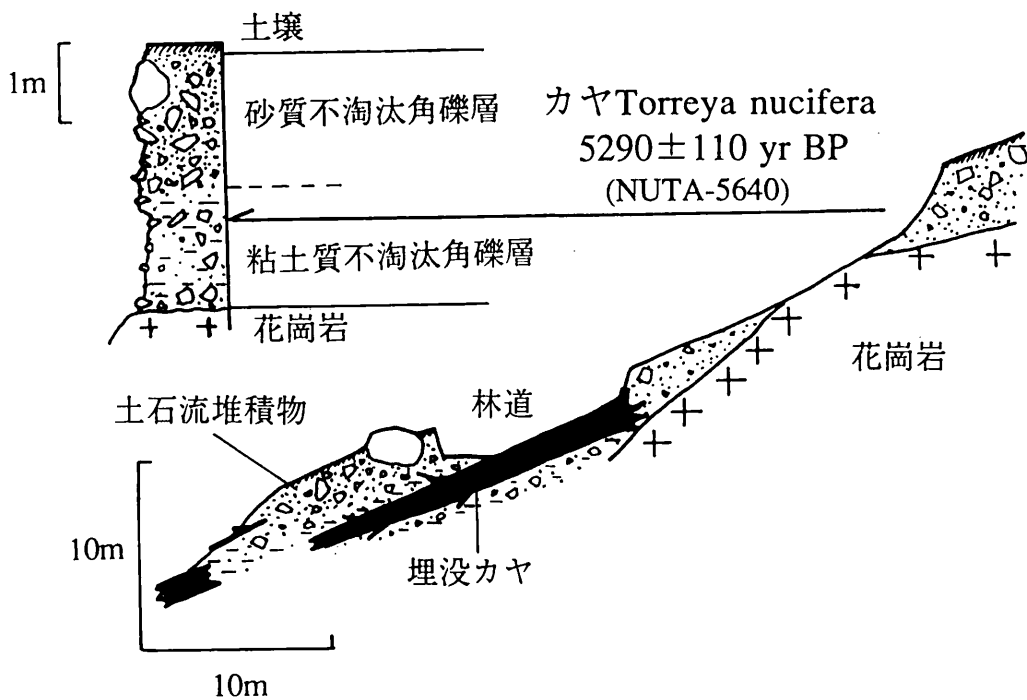 土壌
1m
砂質不淘汰角礫層
カヤTorreya nucifera
5290±110 yr BP
(NUTA-5640)
粘土質不淘汰角礫層
花崗岩
花崗岩
土石流堆積物
林道
10m
埋没カヤ
10m